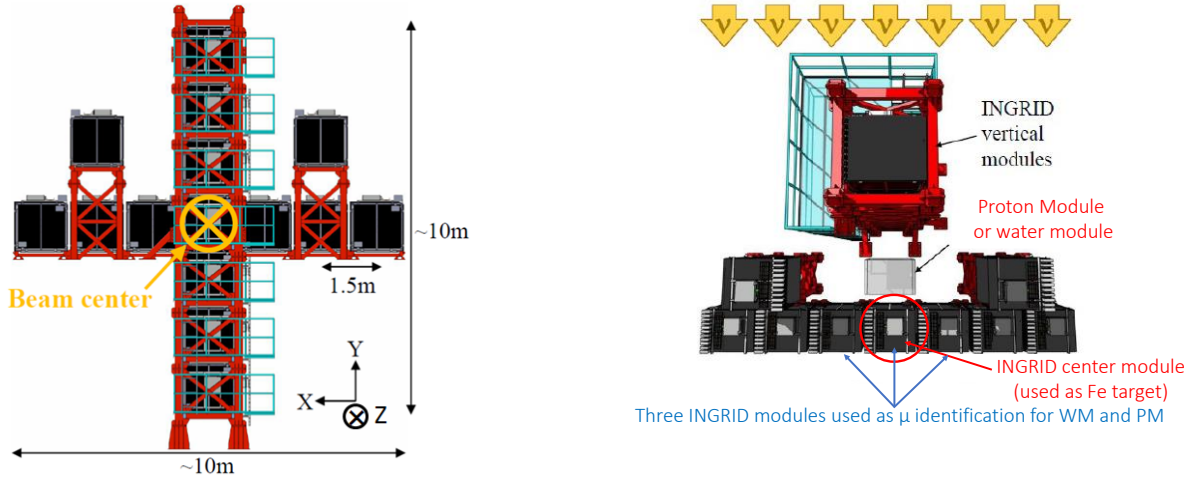 ~10m
Beam center
1.5m
Y
X
Z
~10m
ν ν ν ν ν ν ν
INGRID
vertical
modules
Proton Module
or water module
INGRID center module
(used as Fe target)
Three INGRID modules used as μ identification for WM and PM